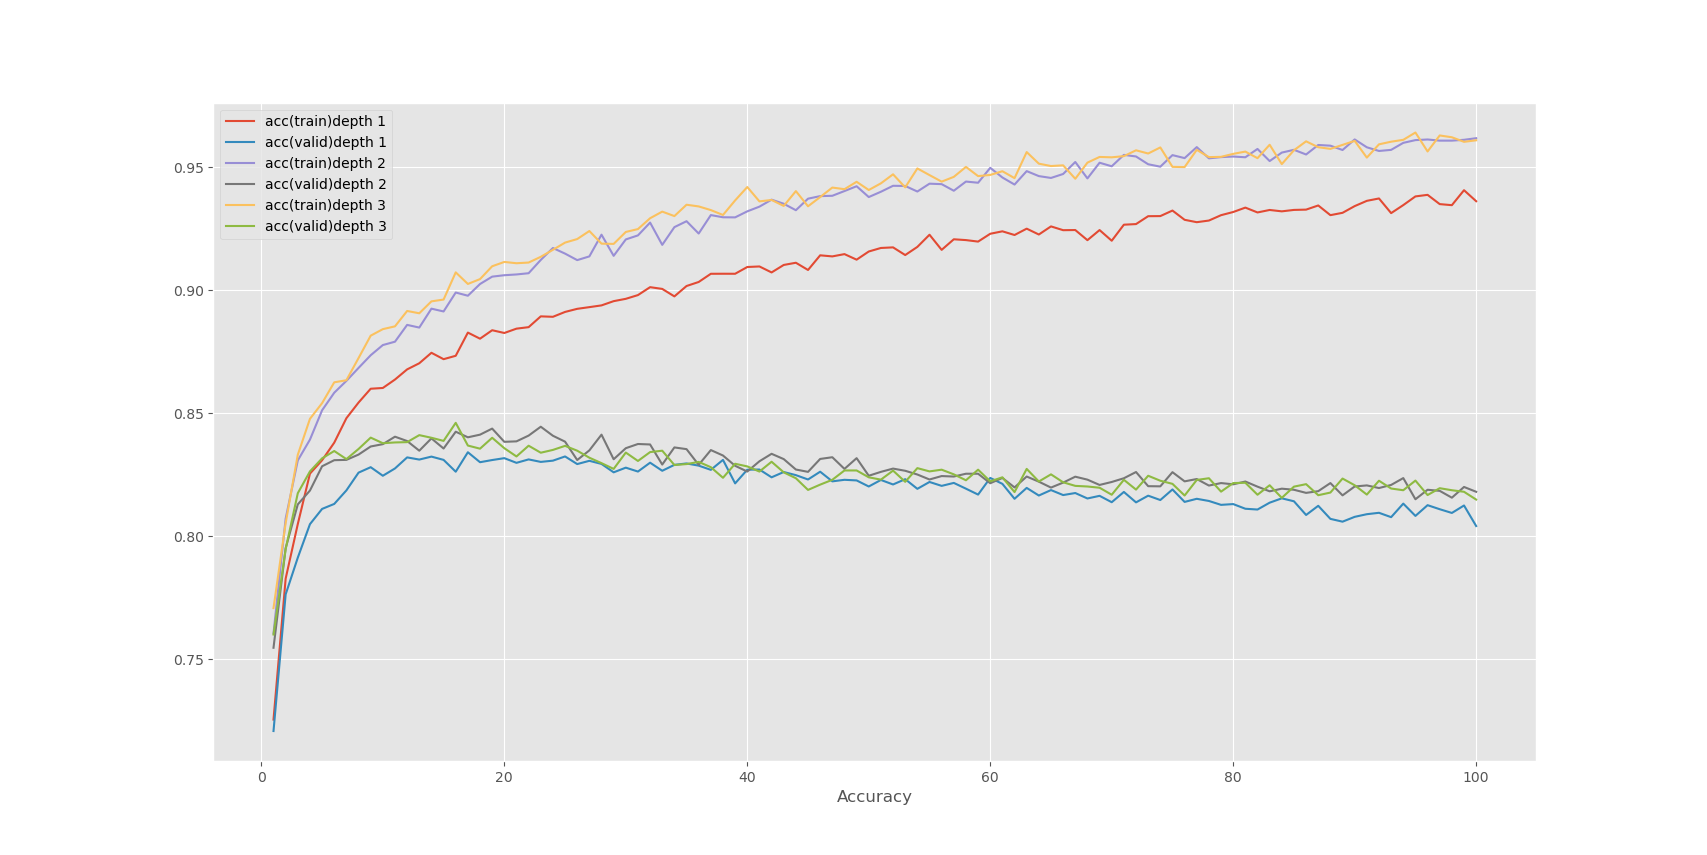 acc(train)depth 1
acc(valid)depth 1
acc(train)depth 2
acc(valid)depth 2
acc(train)depth 3
acc(valid)depth 3
0.95
0.90
0.85
0.80
0.75
0 20 40 60 80 100
Accuracy